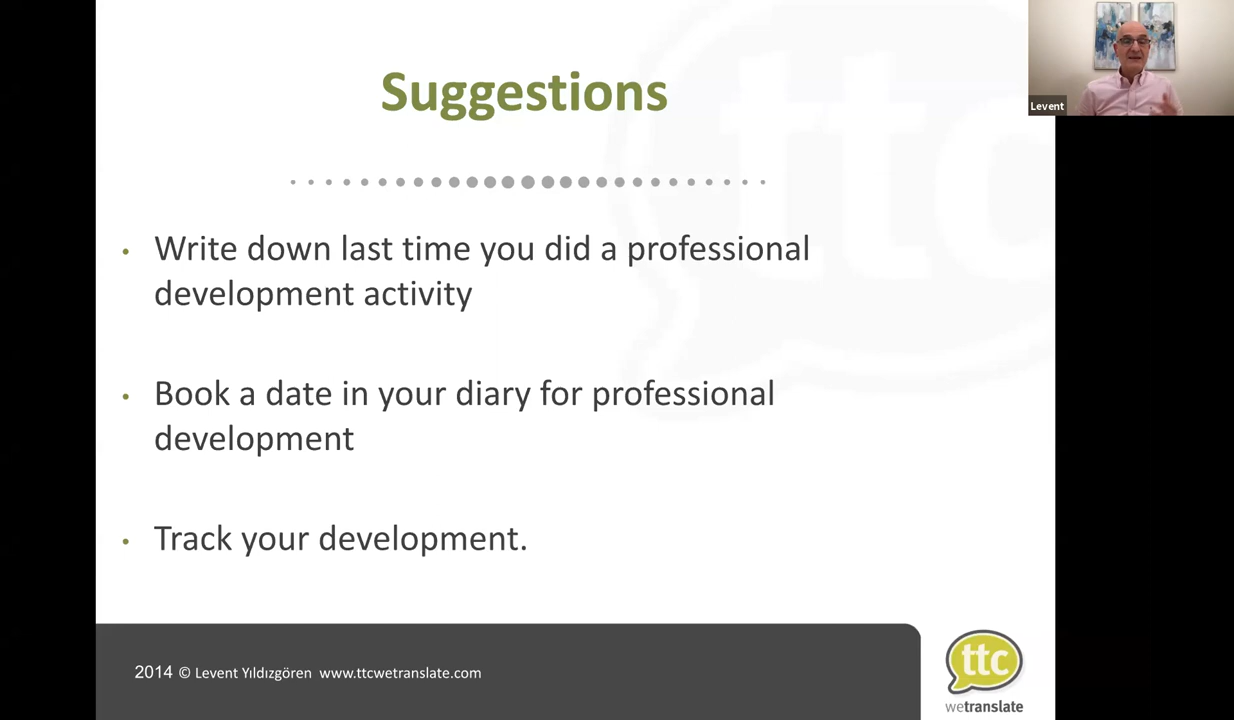 Suggestions
Levent
• Write down last time you did a professional
development activity
• Book a date in your diary for professional
development
• Track your development.
2014 © Levent Yıldızgören www.ttcwetranslate.com
ttc
wetranslate
ttc